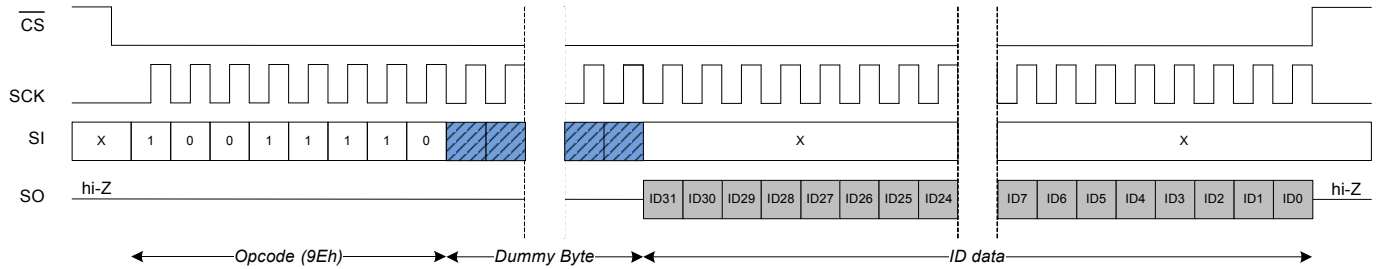 CS
SCK
SI X 1 0 0 1 1 1 1 0 X X
SO hi-Z ID31 ID30 ID29 ID28 ID27 ID26 ID25 ID24 ID7 ID6 ID5 ID4 ID3 ID2 ID1 ID0 hi-Z
Opcode (9Eh) Dummy Byte ID data